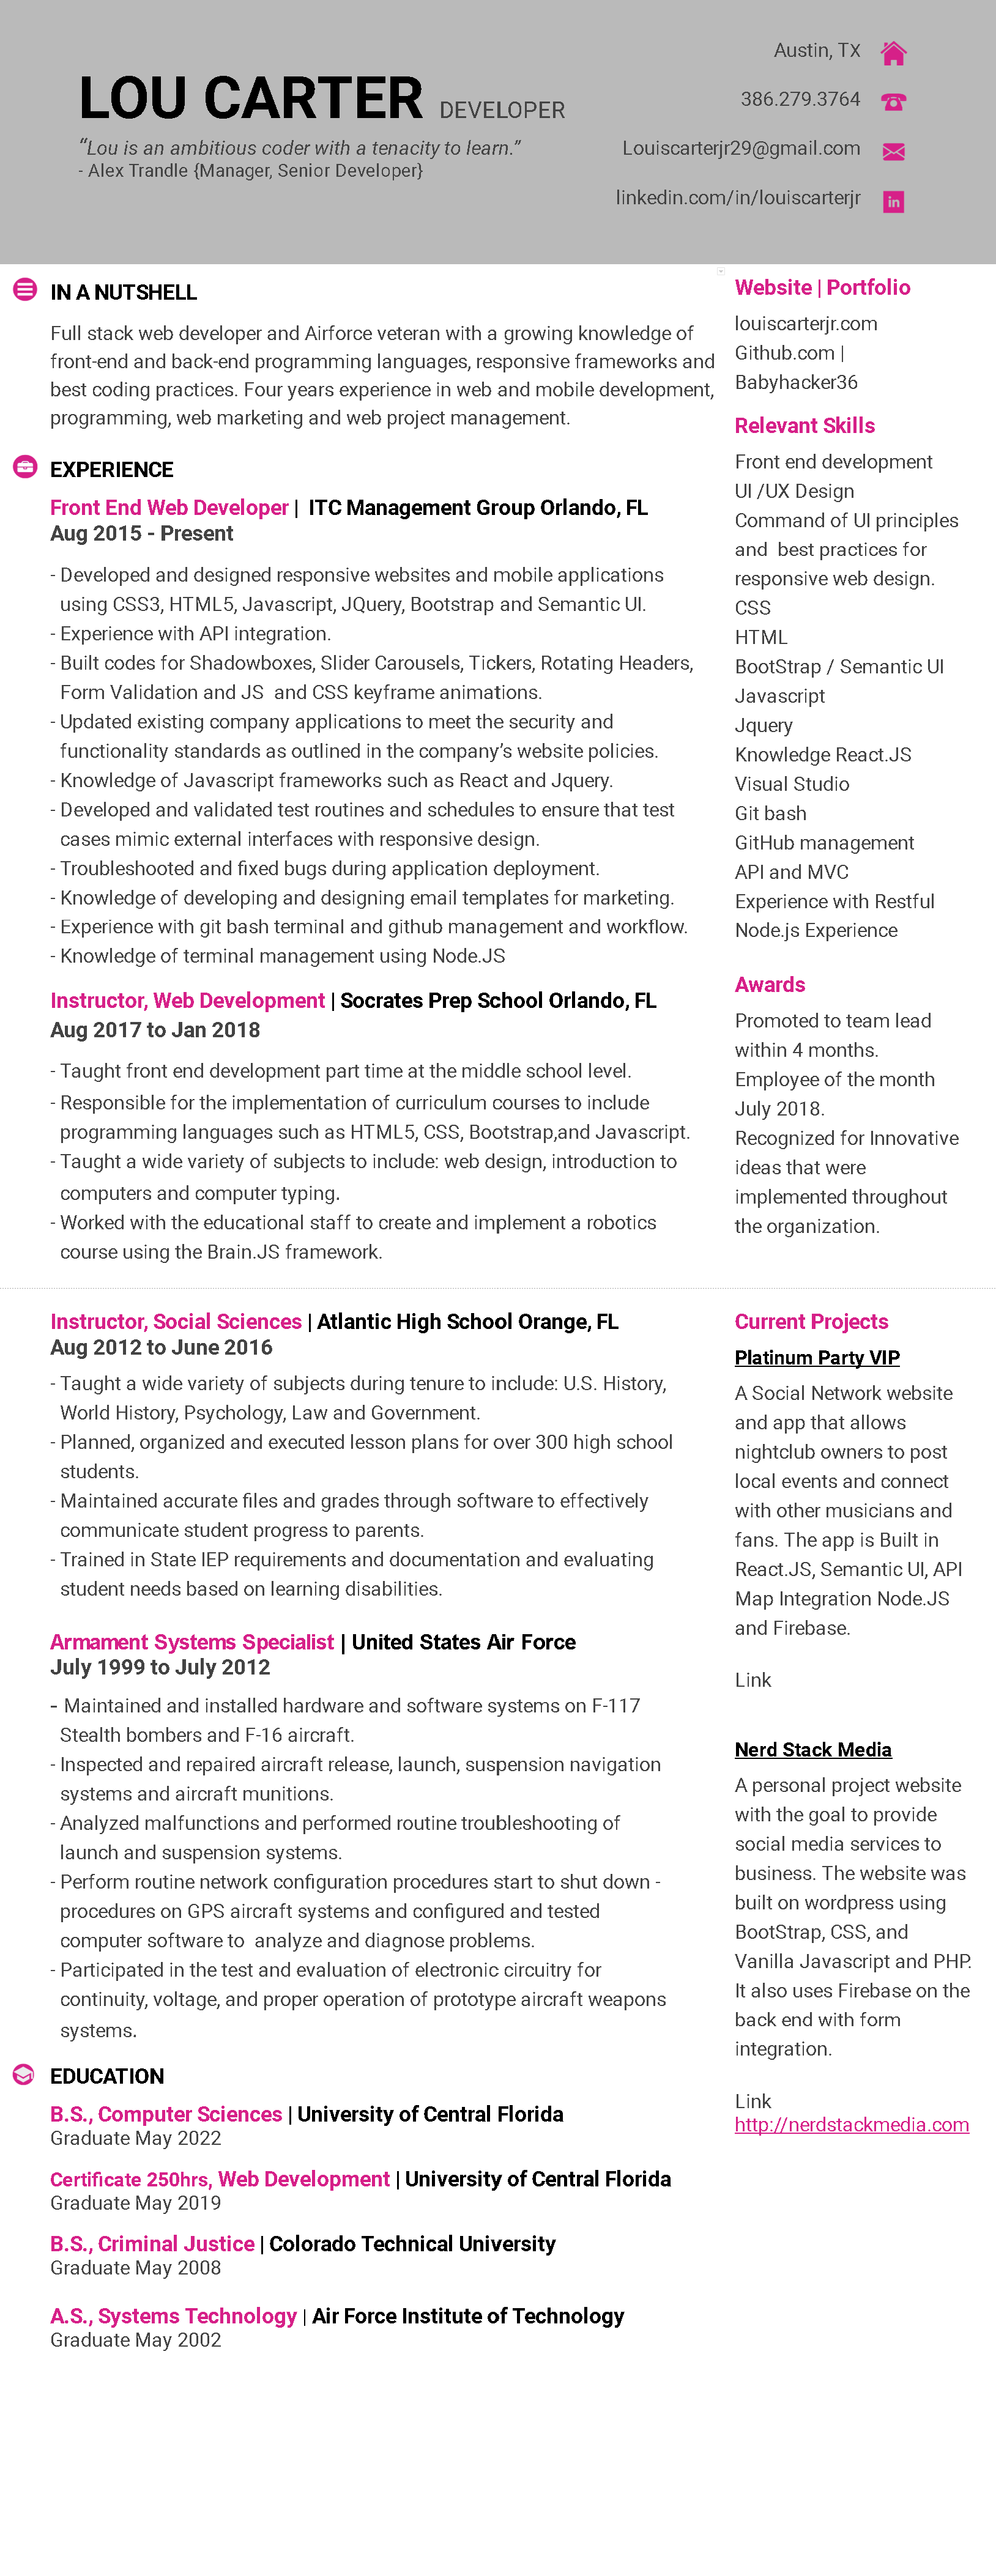 LOU CARTER DEVELOPER
“Lou is an ambitious coder with a tenacity to learn.”
- Alex Trandle {Manager, Senior Developer}
Austin, TX
386.279.3764
Louiscarterjr29@gmail.com
linkedin.com/in/louiscarterjr
in
IN A NUTSHELL
Full stack web developer and Airforce veteran with a growing knowledge of
front-end and back-end programming languages, responsive frameworks and
best coding practices. Four years experience in web and mobile development,
programming, web marketing and web project management.
EXPERIENCE
Front End Web Developer | ITC Management Group Orlando, FL
Aug 2015 - Present
- Developed and designed responsive websites and mobile applications
using CSS3, HTML5, Javascript, JQuery, Bootstrap and Semantic UI.
- Experience with API integration.
- Built codes for Shadowboxes, Slider Carousels, Tickers, Rotating Headers,
Form Validation and JS and CSS keyframe animations.
- Updated existing company applications to meet the security and
functionality standards as outlined in the company’s website policies.
- Knowledge of Javascript frameworks such as React and Jquery.
- Developed and validated test routines and schedules to ensure that test
cases mimic external interfaces with responsive design.
- Troubleshooted and fixed bugs during application deployment.
- Knowledge of developing and designing email templates for marketing.
- Experience with git bash terminal and github management and workflow.
- Knowledge of terminal management using Node.JS
Instructor, Web Development | Socrates Prep School Orlando, FL
Aug 2017 to Jan 2018
- Taught front end development part time at the middle school level.
- Responsible for the implementation of curriculum courses to include
programming languages such as HTML5, CSS, Bootstrap,and Javascript.
- Taught a wide variety of subjects to include: web design, introduction to
computers and computer typing.
- Worked with the educational staff to create and implement a robotics
course using the Brain.JS framework.
Website | Portfolio
louiscarterjr.com
Github.com |
Babyhacker36
Relevant Skills
Front end development
UI /UX Design
Command of UI principles
and best practices for
responsive web design.
CSS
HTML
BootStrap / Semantic UI
Javascript
Jquery
Knowledge React.JS
Visual Studio
Git bash
GitHub management
API and MVC
Experience with Restful
Node.js Experience
Awards
Promoted to team lead
within 4 months.
Employee of the month
July 2018.
Recognized for Innovative
ideas that were
implemented throughout
the organization.
Instructor, Social Sciences | Atlantic High School Orange, FL
Aug 2012 to June 2016
- Taught a wide variety of subjects during tenure to include: U.S. History,
World History, Psychology, Law and Government.
- Planned, organized and executed lesson plans for over 300 high school
students.
- Maintained accurate files and grades through software to effectively
communicate student progress to parents.
- Trained in State IEP requirements and documentation and evaluating
student needs based on learning disabilities.
Armament Systems Specialist | United States Air Force
July 1999 to July 2012
- Maintained and installed hardware and software systems on F-117
Stealth bombers and F-16 aircraft.
- Inspected and repaired aircraft release, launch, suspension navigation
systems and aircraft munitions.
- Analyzed malfunctions and performed routine troubleshooting of
launch and suspension systems.
- Perform routine network configuration procedures start to shut down -
procedures on GPS aircraft systems and configured and tested
computer software to analyze and diagnose problems.
- Participated in the test and evaluation of electronic circuitry for
continuity, voltage, and proper operation of prototype aircraft weapons
systems.
EDUCATION
B.S., Computer Sciences | University of Central Florida
Graduate May 2022
Certificate 250hrs, Web Development | University of Central Florida
Graduate May 2019
B.S., Criminal Justice | Colorado Technical University
Graduate May 2008
A.S., Systems Technology | Air Force Institute of Technology
Graduate May 2002
Current Projects
Platinum Party VIP
A Social Network website
and app that allows
nightclub owners to post
local events and connect
with other musicians and
fans. The app is Built in
React.JS, Semantic UI, API
Map Integration Node.JS
and Firebase.
Link
Nerd Stack Media
A personal project website
with the goal to provide
social media services to
business. The website was
built on wordpress using
BootStrap, CSS, and
Vanilla Javascript and PHP.
It also uses Firebase on the
back end with form
integration.
Link
http://nerdstackmedia.com